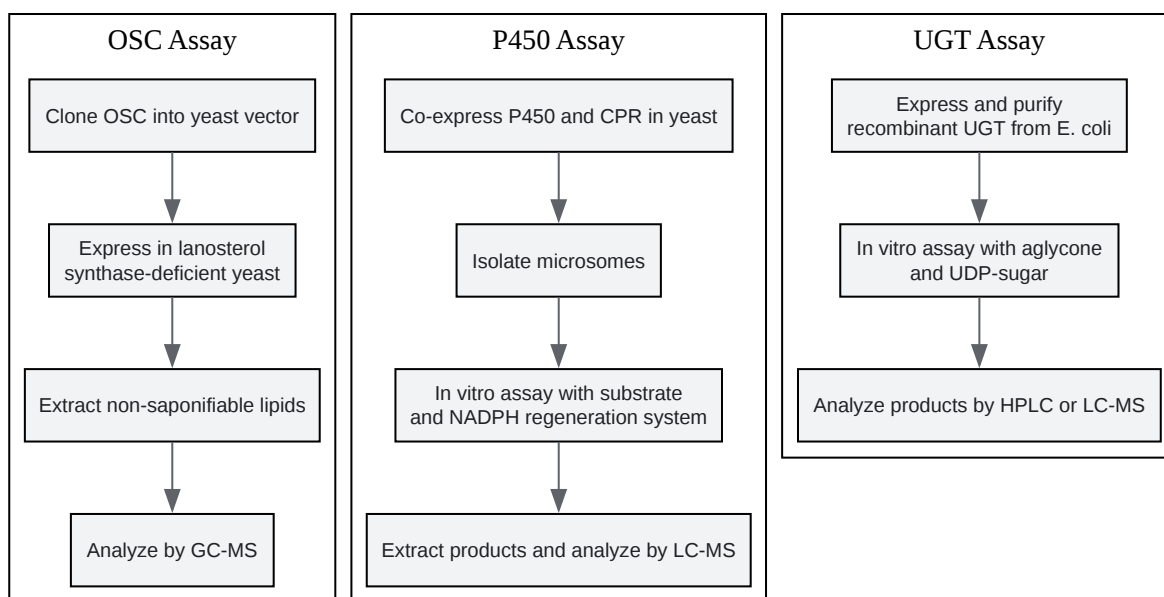 OSC Assay
Clone OSC into yeast vector
Express in lanosterol
synthase-deficient yeast
Extract non-saponifiable lipids
Analyze by GC-MS
P450 Assay
Co-express P450 and CPR in yeast
Isolate microsomes
In vitro assay with substrate
and NADPH regeneration system
Extract products and analyze by LC-MS
UGT Assay
Express and purify
recombinant UGT from E. coli
In vitro assay with aglycone
and UDP-sugar
Analyze products by HPLC or LC-MS